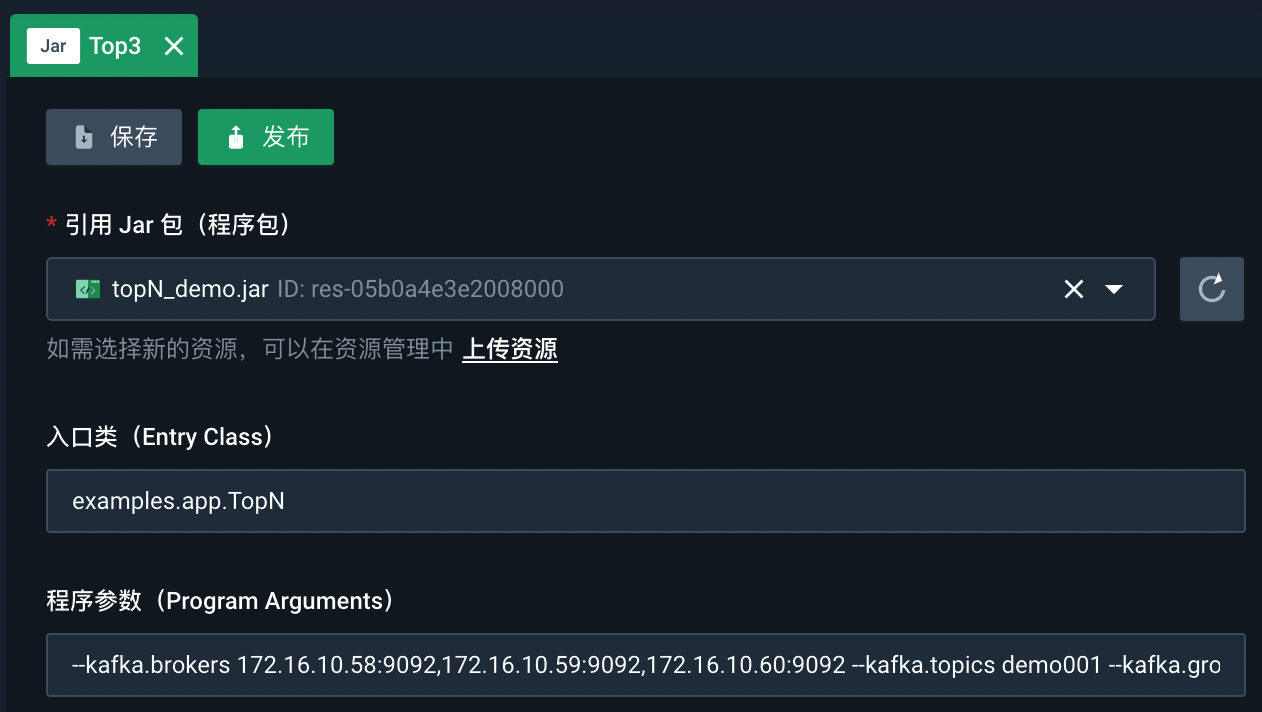 Jar Top3
保存 发布
* 引用 Jar 包（程序包）
topN_demo.jar ID: res-05b0a4e3e2008000
如需选择新的资源，可以在资源管理中 上传资源
入口类（Entry Class）
examples.app.TopN
程序参数（Program Arguments）
--kafka.brokers 172.16.10.58:9092,172.16.10.59:9092,172.16.10.60:9092 --kafka.topics demo001 --kafka.gro